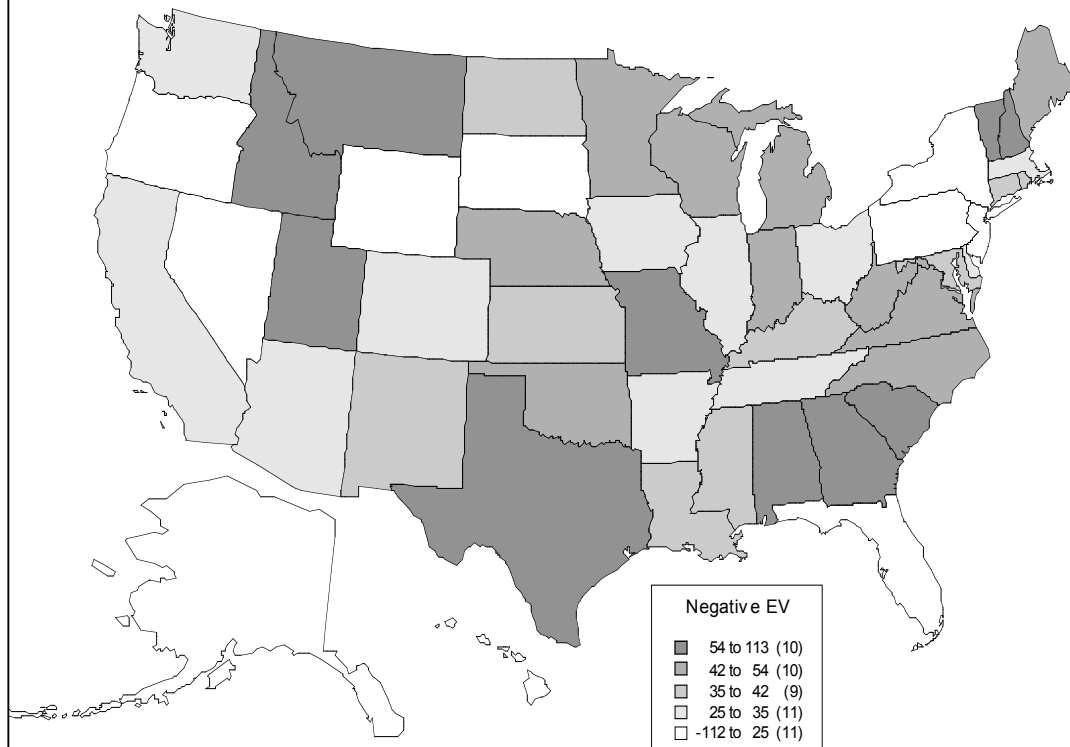 Negative EV
54 to 113 (10)
42 to 54 (10)
35 to 42 (9)
25 to 35 (11)
-112 to 25 (11)